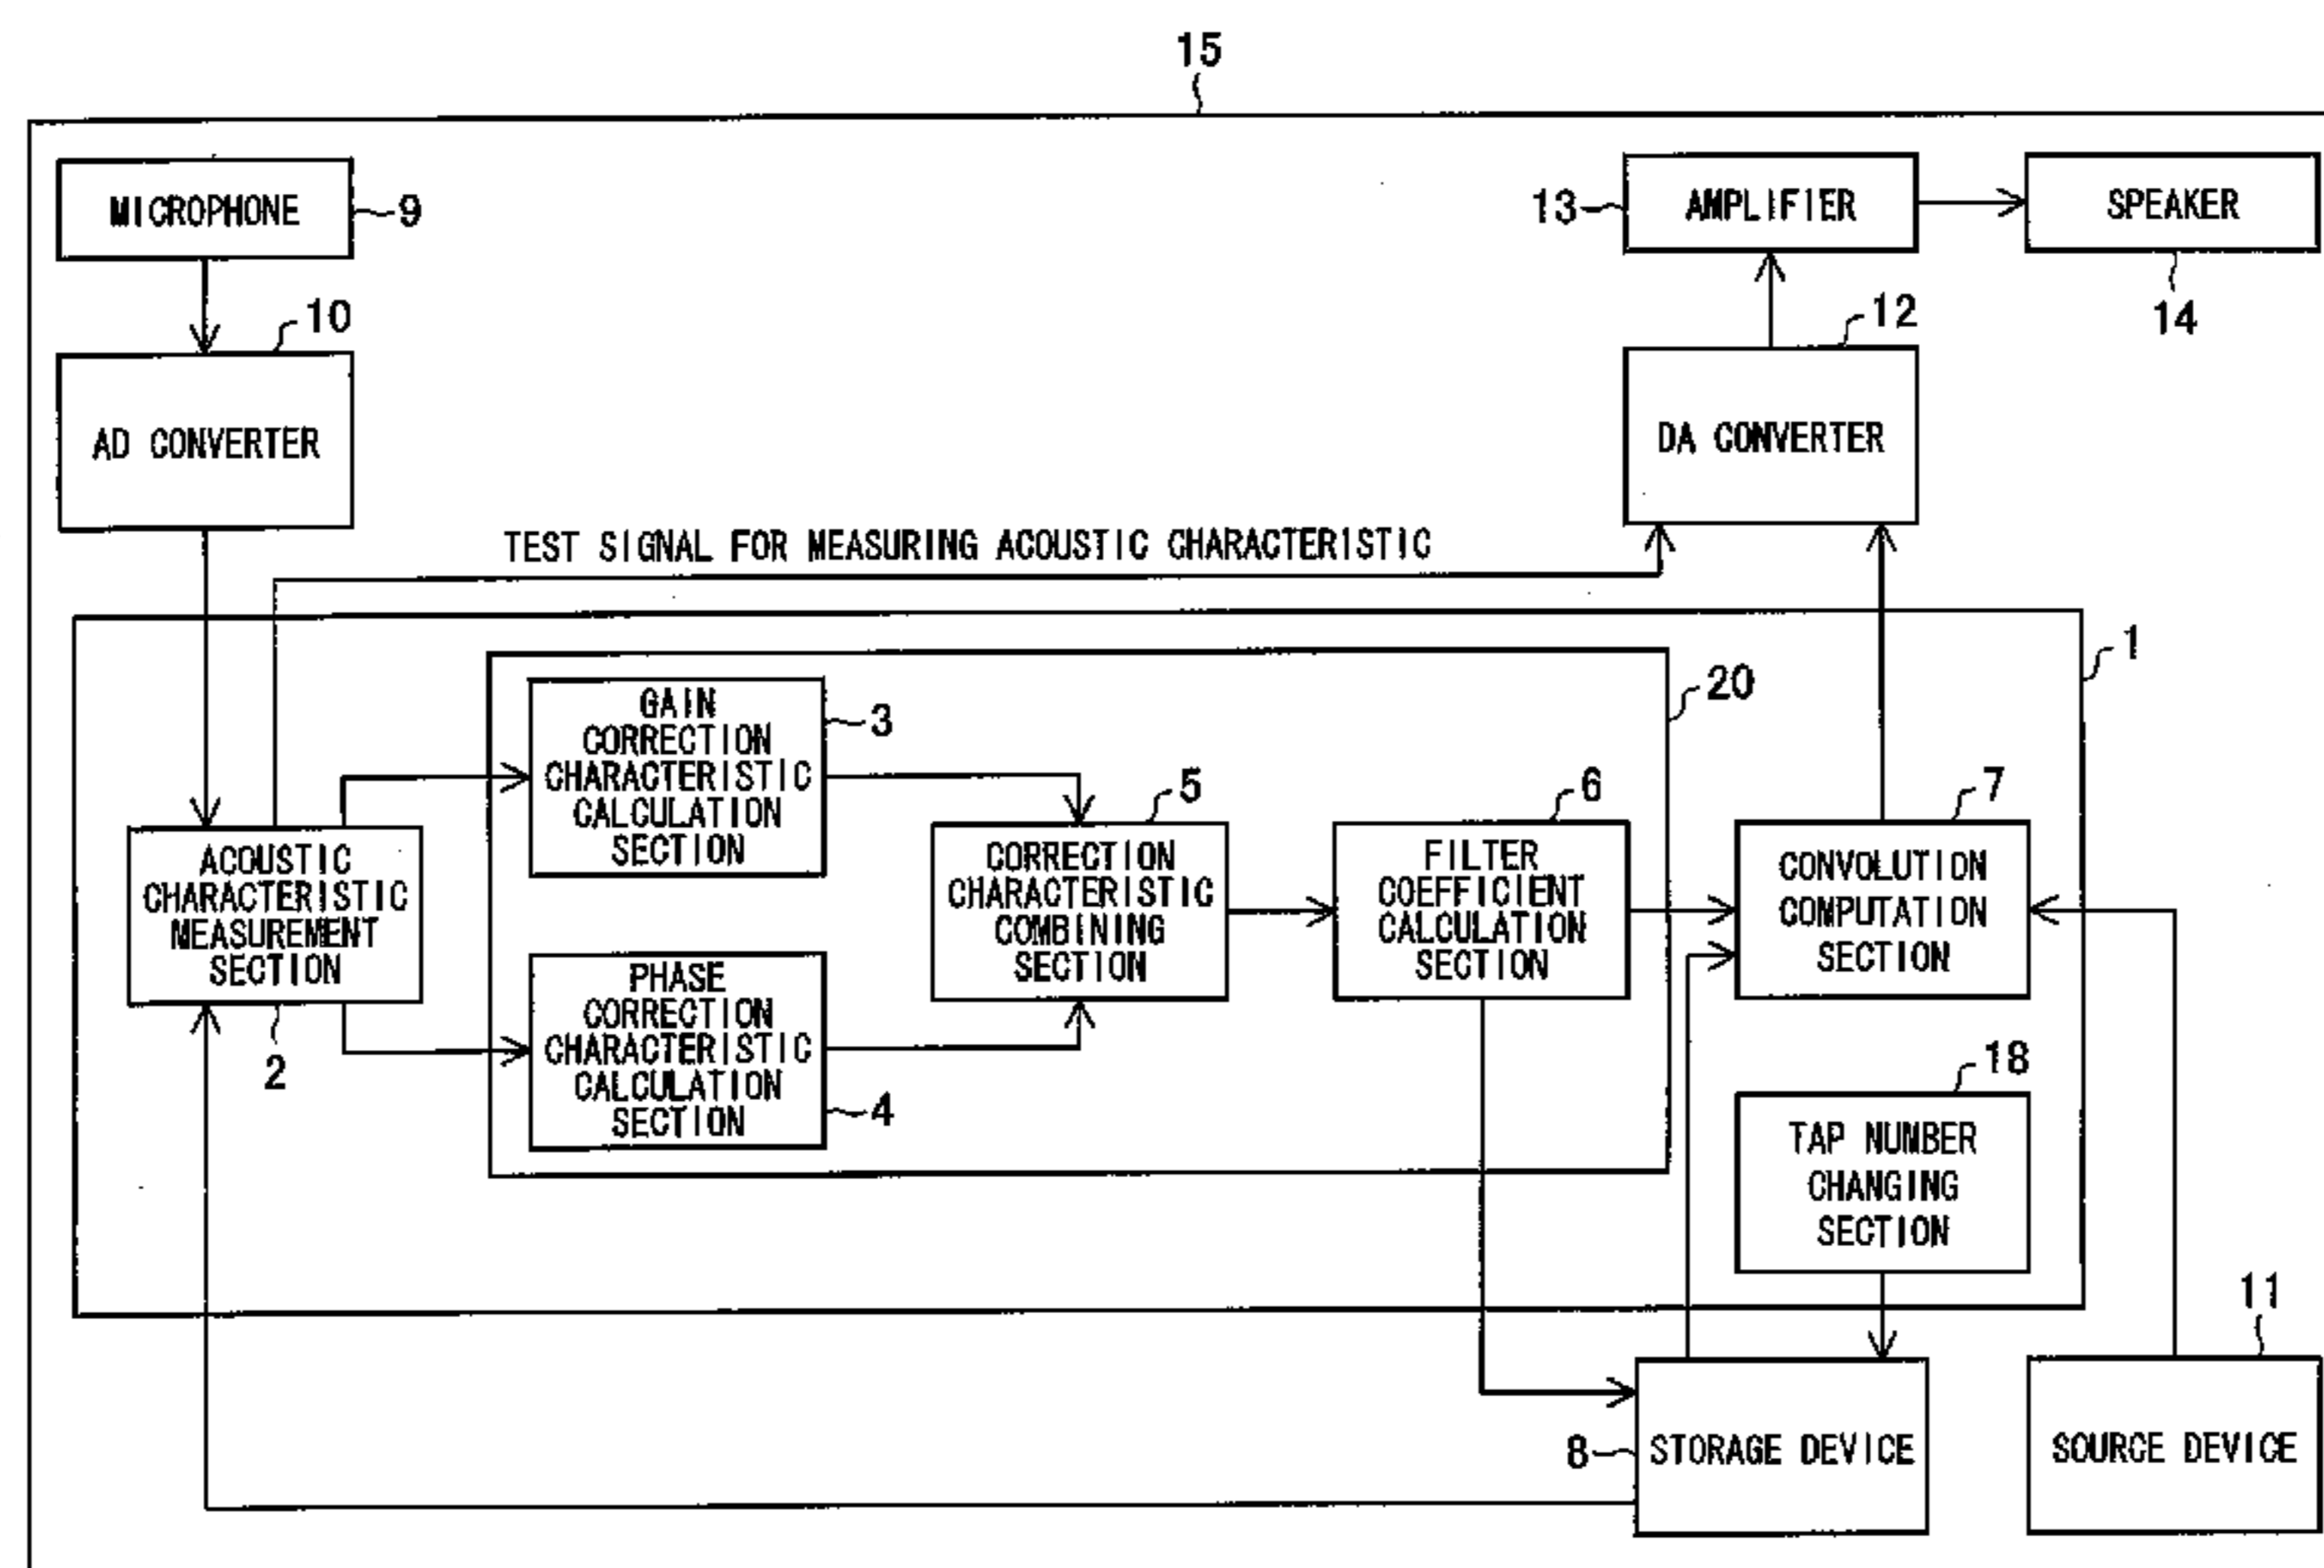 15
MICROPHONE
9
13
AMPLIFIER
SPEAKER
14
10
12
AD CONVERTER
DA CONVERTER
TEST SIGNAL FOR MEASURING ACOUSTIC CHARACTERISTIC
1
20
GAIN
CORRECTION
CHARACTERISTIC
CALCULATION
SECTION
3
ACOUSTIC
CHARACTERISTIC
MEASUREMENT
SECTION
2
PHASE
CORRECTION
CHARACTERISTIC
CALCULATION
SECTION
4
5
CORRECTION
CHARACTERISTIC
COMBINING
SECTION
6
FILTER
COEFFICIENT
CALCULATION
SECTION
7
CONVOLUTION
COMPUTATION
SECTION
18
TAP NUMBER
CHANGING
SECTION
11
8
STORAGE DEVICE
SOURCE DEVICE